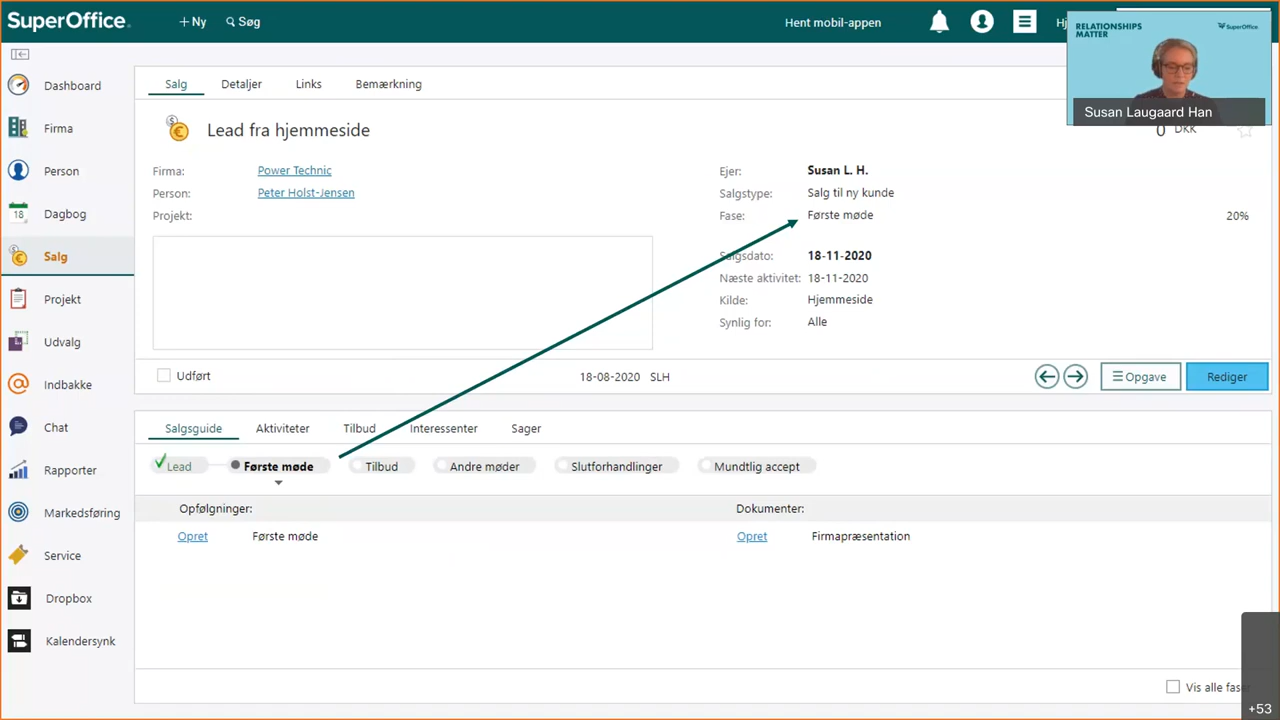 SuperOffice.
+ Ny
Søg
Hent mobil-appen
Hj
RELATIONSHIPS
MATTER
SuperOffice
Susan Laugaard Han
Dashboard
Firma
Person
18
Dagbog
Salg
Projekt
Udvalg
Indbakke
Chat
Rapporter
Markedsføring
Service
Dropbox
Kalendersynk
Salg
Detaljer
Links
Bemærkning
Lead fra hjemmeside
0 DKK
Firma: Power Technic
Person: Peter Holst-Jensen
Projekt:
Ejer: Susan L. H.
Salgstype: Salg til ny kunde
Fase: Første møde 20%
Salgsdato: 18-11-2020
Næste aktivitet: 18-11-2020
Kilde: Hjemmeside
Synlig for: Alle
Udført
18-08-2020 SLH
Opgave
Rediger
Salgsguide
Aktiviteter
Tilbud
Interessenter
Sager
Lead
Første møde
Tilbud
Andre møder
Slutforhandlinger
Mundtlig accept
Opfølgninger:
Dokumenter:
Opret Første møde
Opret Firmapræsentation
Vis alle faser
+53